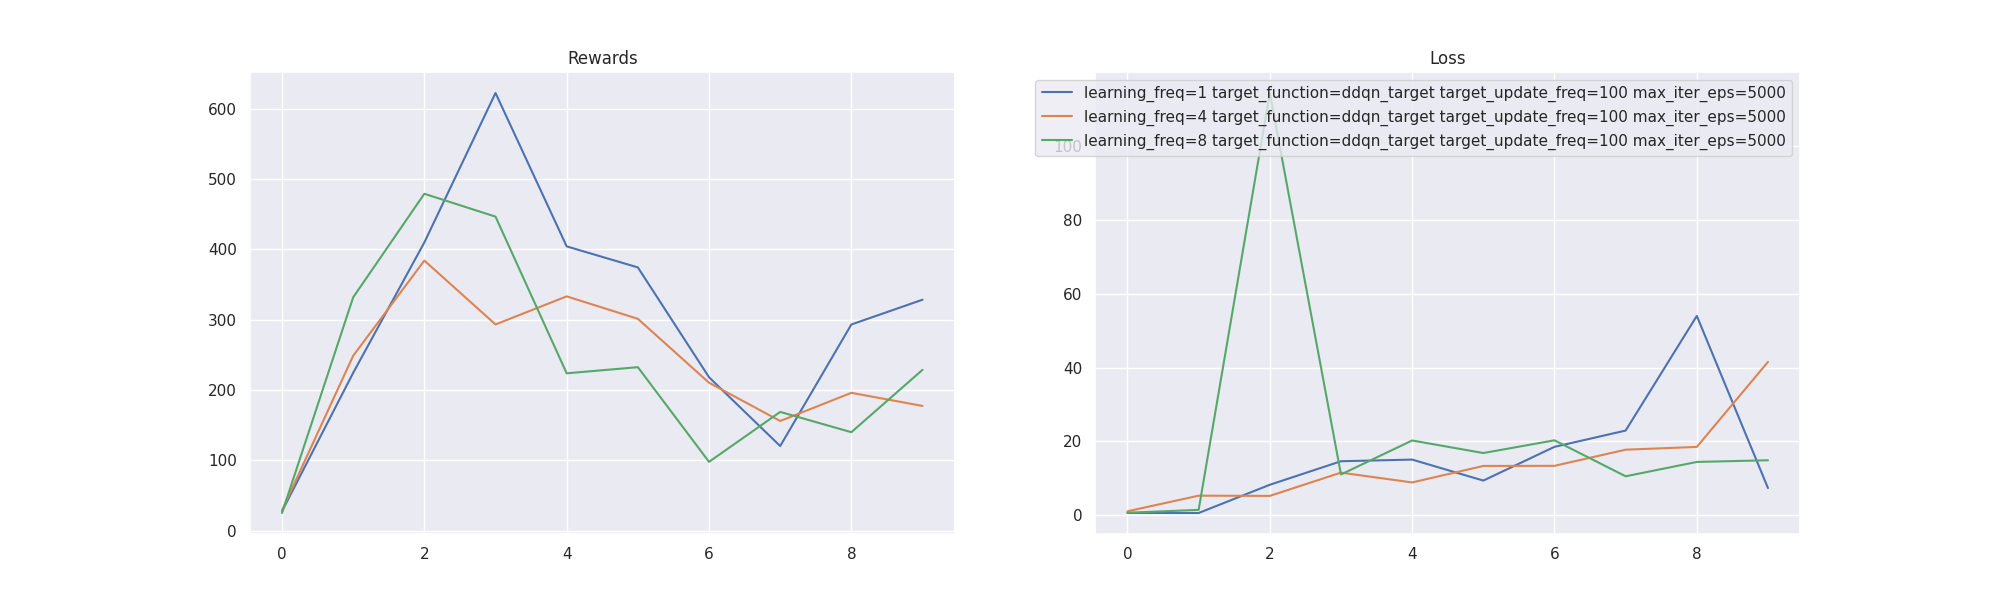 Rewards
600
500
400
300
200
100
0
0 2 4 6 8
Loss
learning_freq=1 target_function=ddqn_target target_update_freq=100 max_iter_eps=5000
learning_freq=4 target_function=ddqn_target target_update_freq=100 max_iter_eps=5000
learning_freq=8 target_function=ddqn_target target_update_freq=100 max_iter_eps=5000
100
80
60
40
20
0
0 2 4 6 8